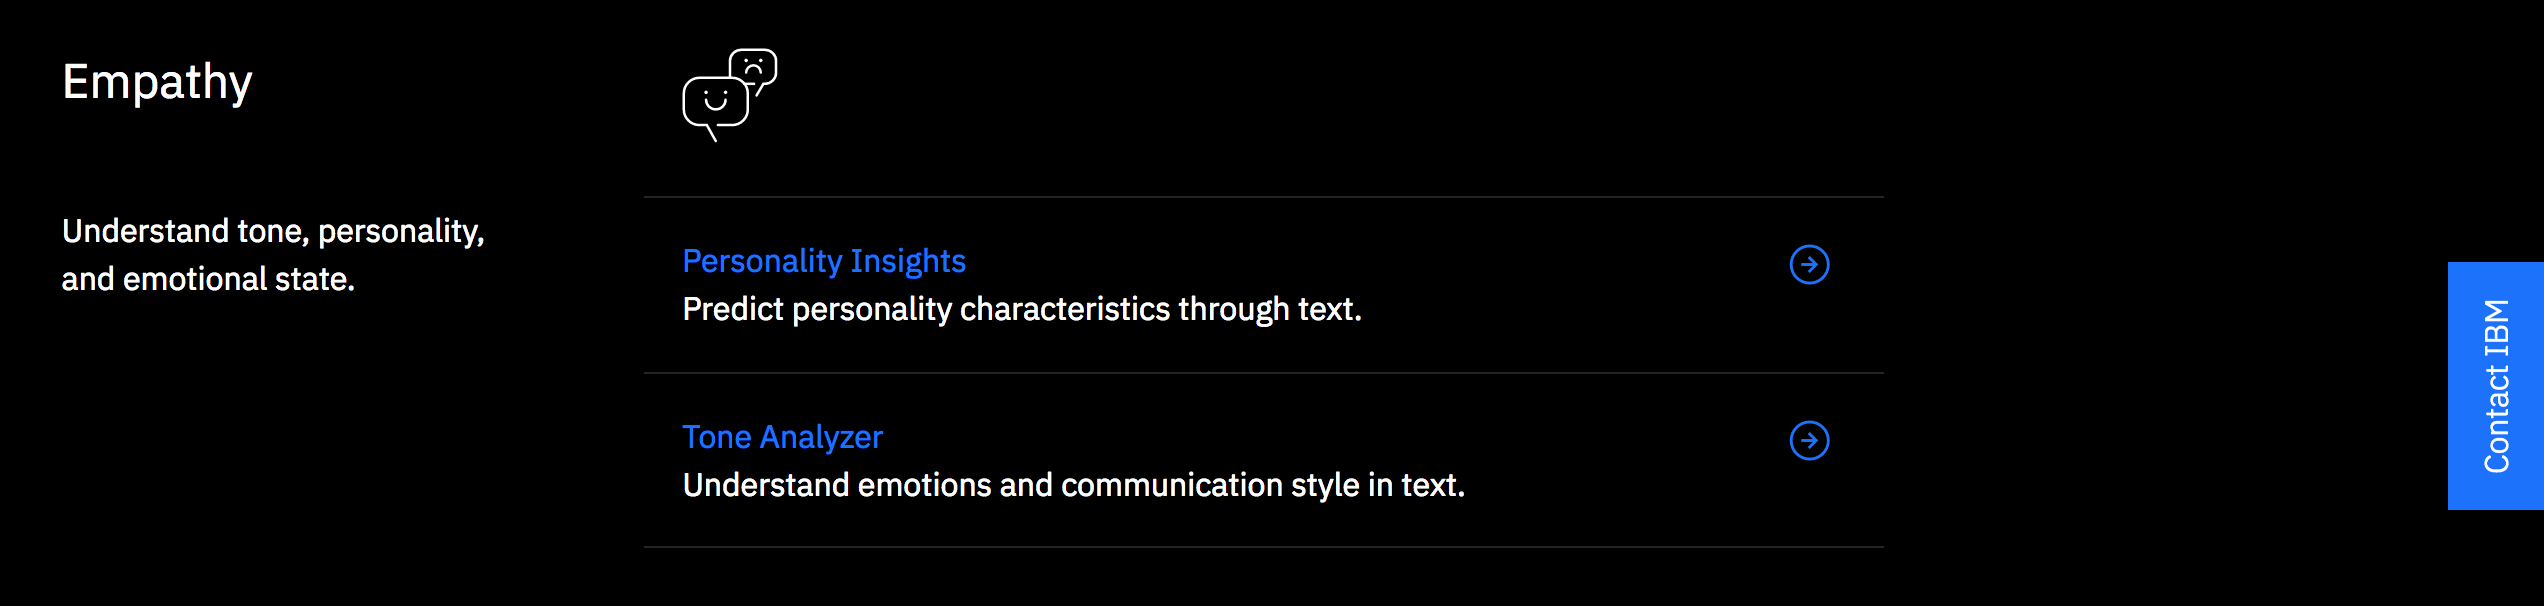 Empathy
Understand tone, personality,
and emotional state.
Personality Insights
Predict personality characteristics through text.
Tone Analyzer
Understand emotions and communication style in text.
Contact IBM